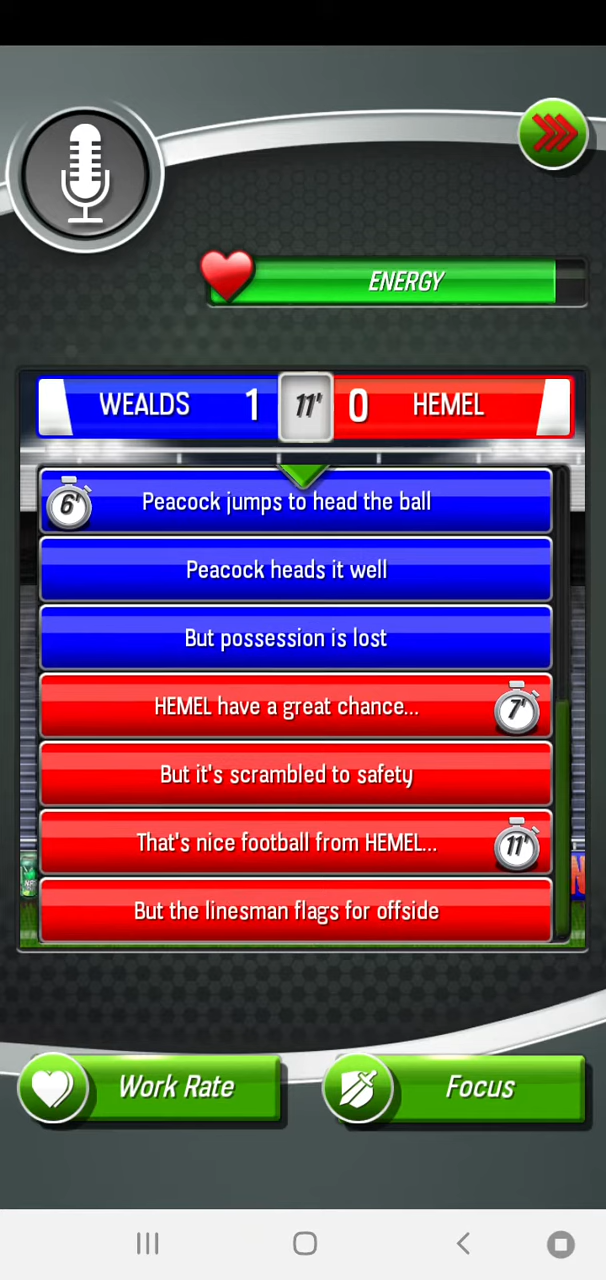 ENERGY
WEALDS 1 11' 0 HEMEL
6' Peacock jumps to head the ball
Peacock heads it well
But possession is lost
HEMEL have a great chance... 7'
But it's scrambled to safety
That's nice football from HEMEL... 11'
But the linesman flags for offside
Work Rate
Focus